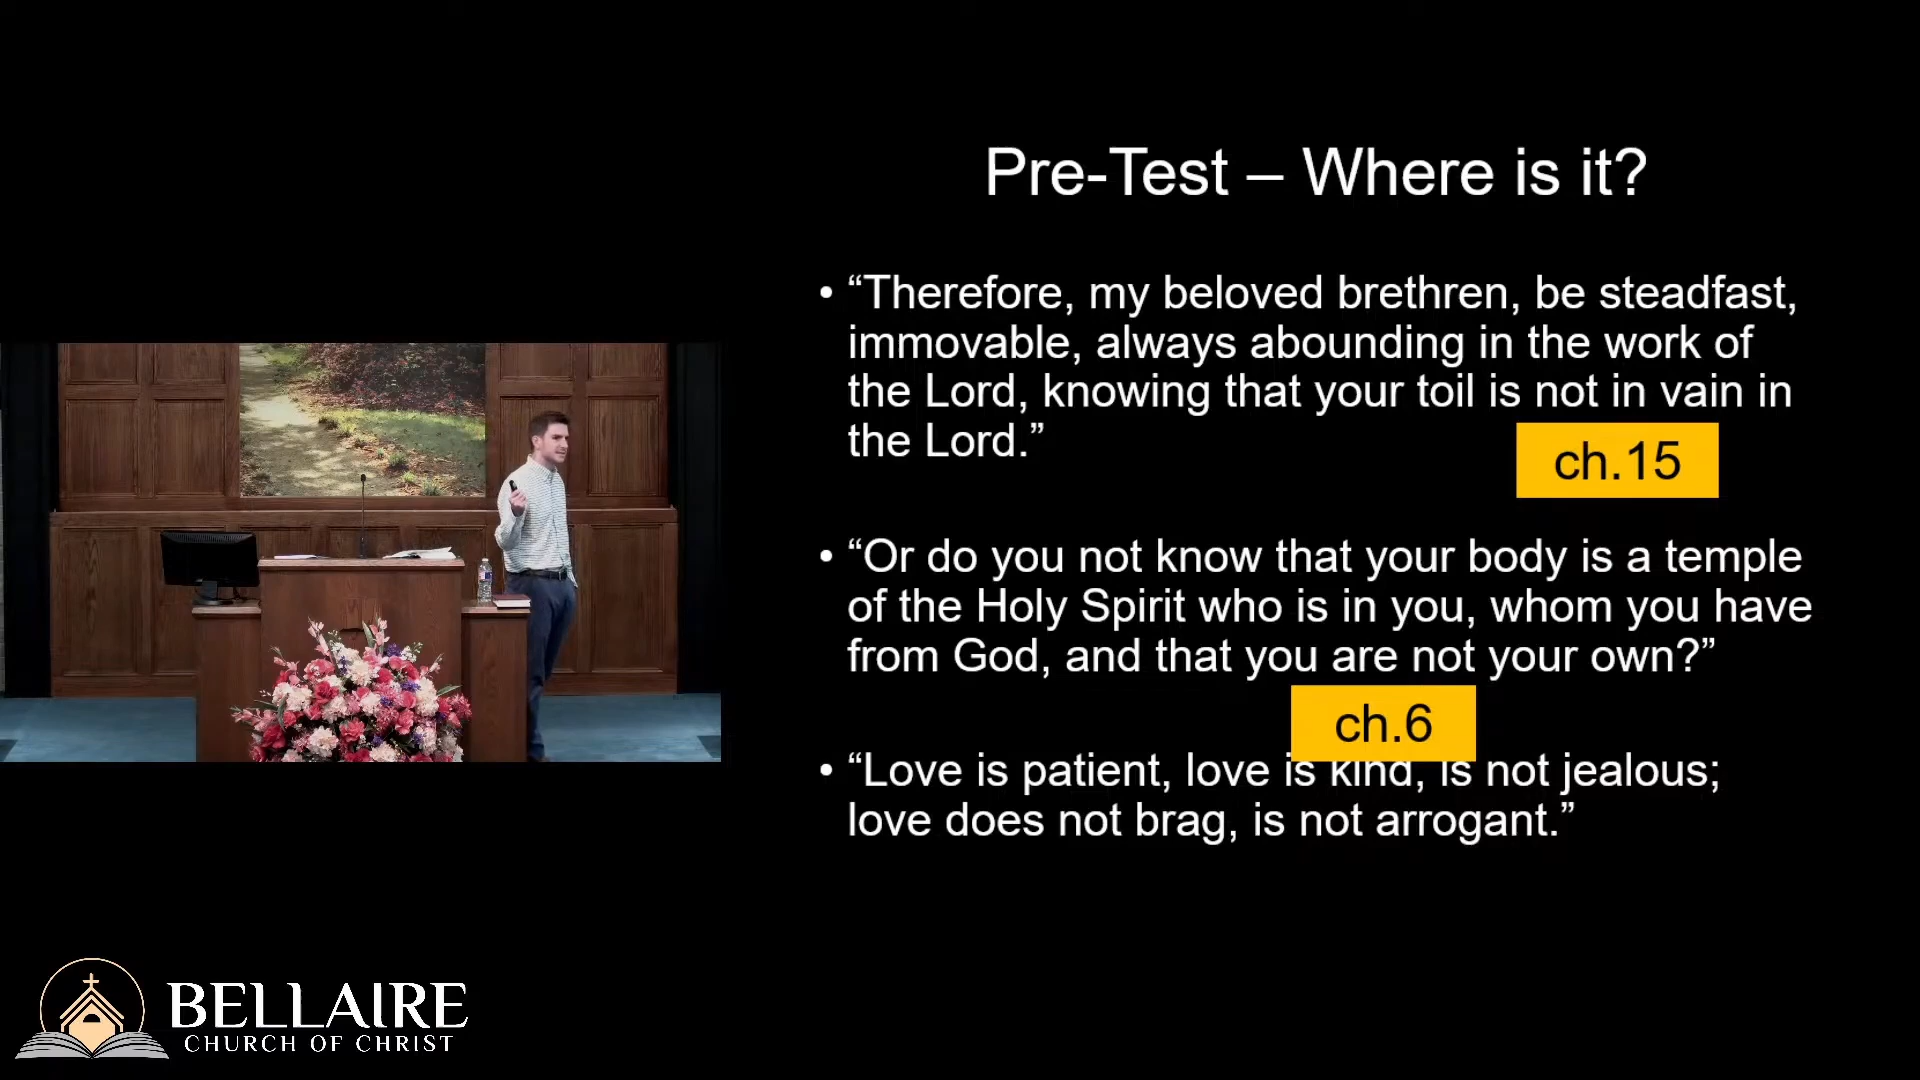 Pre-Test – Where is it?
• “Therefore, my beloved brethren, be steadfast,
immovable, always abounding in the work of
the Lord, knowing that your toil is not in vain in
the Lord.”
ch.15
• “Or do you not know that your body is a temple
of the Holy Spirit who is in you, whom you have
from God, and that you are not your own?”
ch.6
• “Love is patient, love is kind, is not jealous;
love does not brag, is not arrogant.”
BELLAIRE
CHURCH OF CHRIST